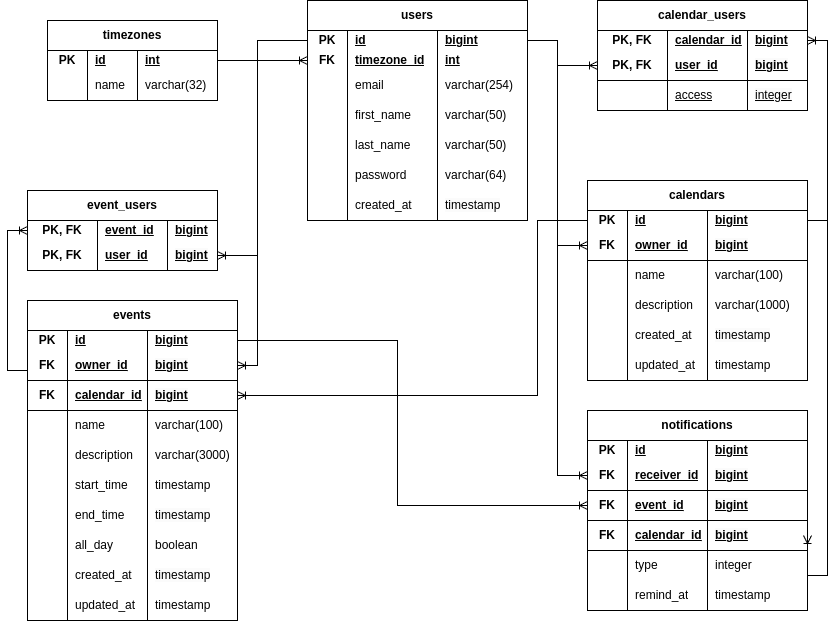 timezones
PK id int
name varchar(32)
users
PK id bigint
FK timezone_id int
email varchar(254)
first_name varchar(50)
last_name varchar(50)
password varchar(64)
created_at timestamp
calendar_users
PK, FK calendar_id bigint
PK, FK user_id bigint
access integer
event_users
PK, FK event_id bigint
PK, FK user_id bigint
calendars
PK id bigint
FK owner_id bigint
name varchar(100)
description varchar(1000)
created_at timestamp
updated_at timestamp
events
PK id bigint
FK owner_id bigint
FK calendar_id bigint
name varchar(100)
description varchar(3000)
start_time timestamp
end_time timestamp
all_day boolean
created_at timestamp
updated_at timestamp
notifications
PK id bigint
FK receiver_id bigint
FK event_id bigint
FK calendar_id bigint
type integer
remind_at timestamp